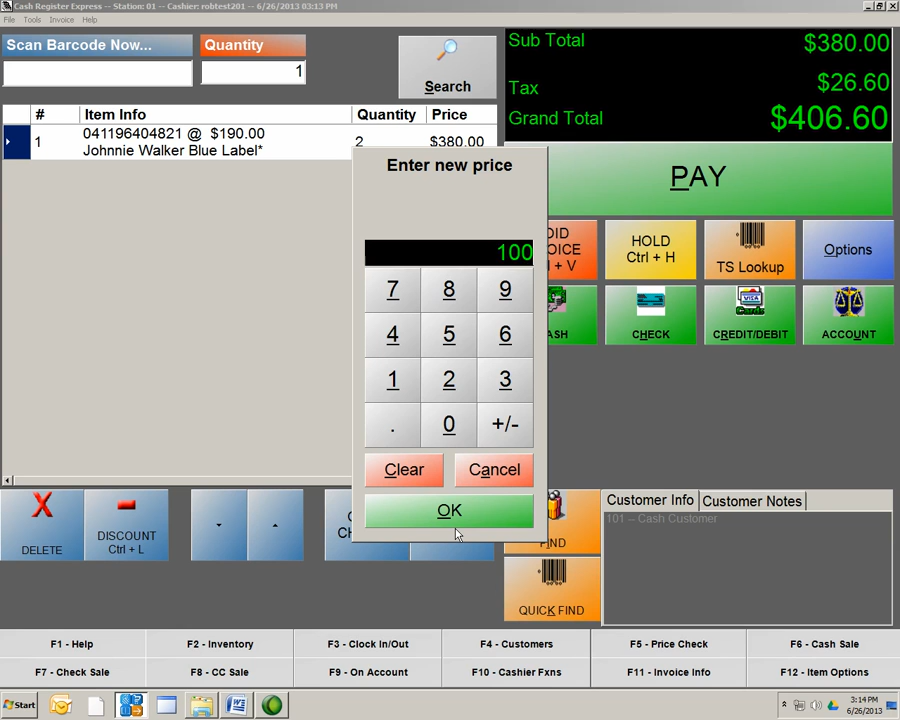 Cash Register Express -- Station: 01 -- Cashier: robtest201 -- 6/26/2013 03:13 PM
File Tools Invoice Help
Scan Barcode Now...
Quantity
1
Search
Sub Total $380.00
Tax $26.60
Grand Total $406.60
# Item Info Quantity Price
1 041196404821 @ $190.00 2 $380.00
Johnnie Walker Blue Label*
PAY
HOLD
Ctrl + H
TS Lookup
Options
CHECK
CREDIT/DEBIT
ACCOUNT
Enter new price
100
7 8 9
4 5 6
1 2 3
. 0 +/-
Clear Cancel
OK
DELETE
DISCOUNT
Ctrl + L
FIND
QUICK FIND
Customer Info Customer Notes
101 -- Cash Customer
F1 - Help F2 - Inventory F3 - Clock In/Out F4 - Customers F5 - Price Check F6 - Cash Sale
F7 - Check Sale F8 - CC Sale F9 - On Account F10 - Cashier Fxns F11 - Invoice Info F12 - Item Options
Start
3:14 PM
6/26/2013